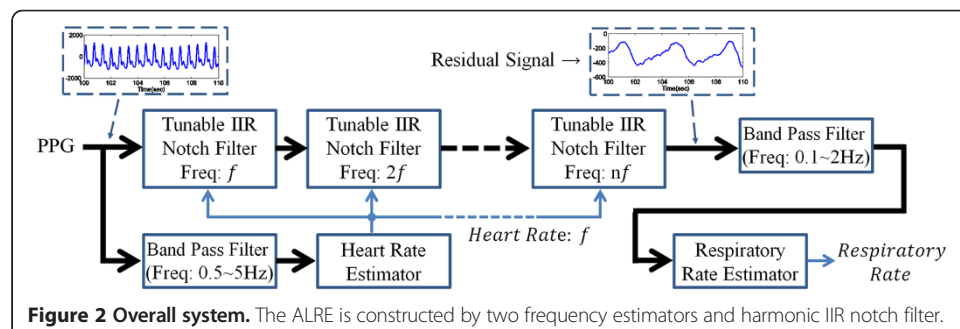 2000
0
-2000
100 102 104 106 108 110
Time(sec)
Residual Signal →
0
-200
-400
-600
100 102 104 106 108 110
Time(sec)
PPG
Tunable IIR
Notch Filter
Freq: f
Tunable IIR
Notch Filter
Freq: 2f
Tunable IIR
Notch Filter
Freq: nf
Band Pass Filter
(Freq: 0.1~2Hz)
Heart Rate: f
Band Pass Filter
(Freq: 0.5~5Hz)
Heart Rate
Estimator
Respiratory
Rate Estimator
Respiratory
Rate
Figure 2 Overall system. The ALRE is constructed by two frequency estimators and harmonic IIR notch filter.